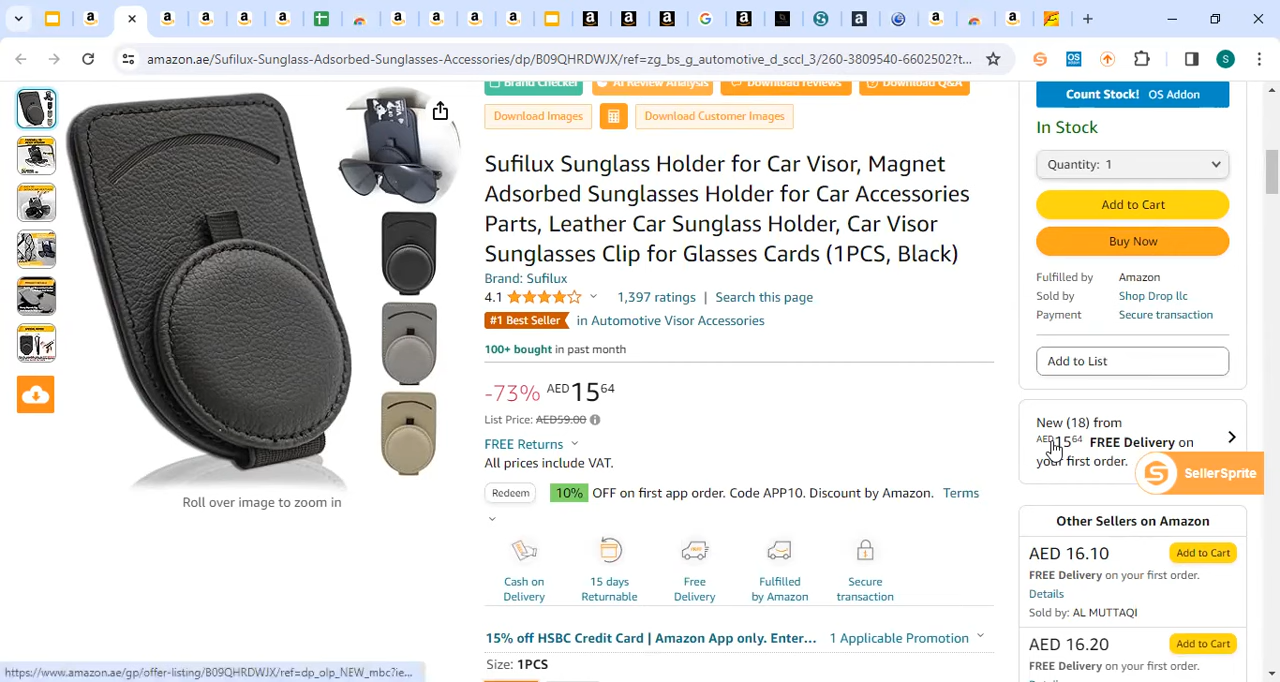 amazon.ae/Sufilux-Sunglass-Adsorbed-Sunglasses-Accessories/dp/B09QHRDWJX/ref=zg_bs_g_automotive_d_sccl_3/260-3809540-6602502?t...
OS
S
Brand Checker
AI Review Analysis
Download reviews
Download Q&A
Download Images
Download Customer Images
Sufilux Sunglass Holder for Car Visor, Magnet
Adsorbed Sunglasses Holder for Car Accessories
Parts, Leather Car Sunglass Holder, Car Visor
Sunglasses Clip for Glasses Cards (1PCS, Black)
Brand: Sufilux
4.1
1,397 ratings | Search this page
#1 Best Seller in Automotive Visor Accessories
100+ bought in past month
-73% AED15 64
List Price: AED59.00
FREE Returns
All prices include VAT.
Redeem 10% OFF on first app order. Code APP10. Discount by Amazon. Terms
Cash on
Delivery
15 days
Returnable
Free
Delivery
Fulfilled
by Amazon
Secure
transaction
15% off HSBC Credit Card | Amazon App only. Enter... 1 Applicable Promotion
Size: 1PCS
Roll over image to zoom in
Count Stock! OS Addon
In Stock
Quantity: 1
Add to Cart
Buy Now
Fulfilled by Amazon
Sold by Shop Drop llc
Payment Secure transaction
Add to List
New (18) from
AED15 64 FREE Delivery on
your first order.
SellerSprite
Other Sellers on Amazon
AED 16.10 Add to Cart
FREE Delivery on your first order.
Details
Sold by: AL MUTTAQI
AED 16.20 Add to Cart
FREE Delivery on your first order.
https://www.amazon.ae/gp/offer-listing/B09QHRDWJX/ref=dp_olp_NEW_mbc?ie...